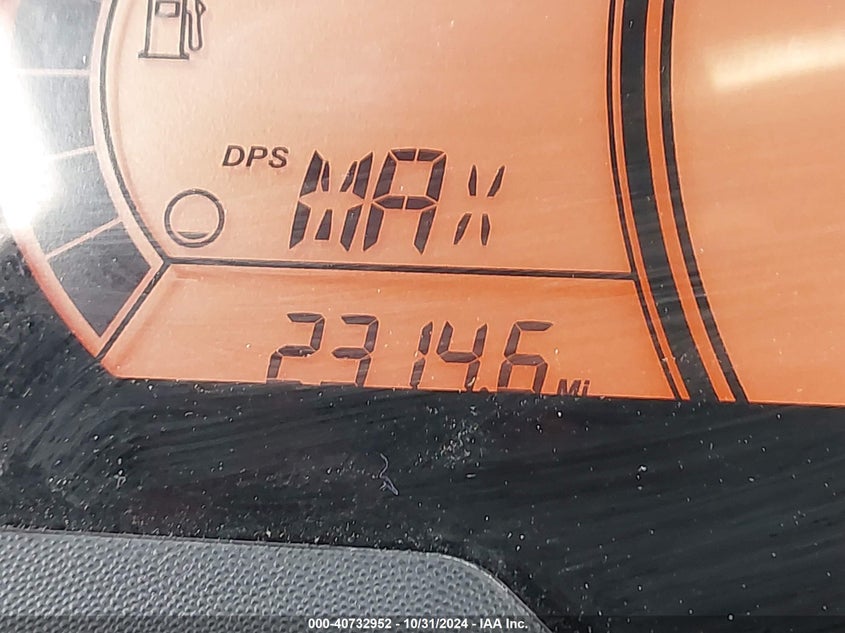 DPS
MAX
2314.6 Mi
000-40732952 - 10/31/2024 - IAA Inc.